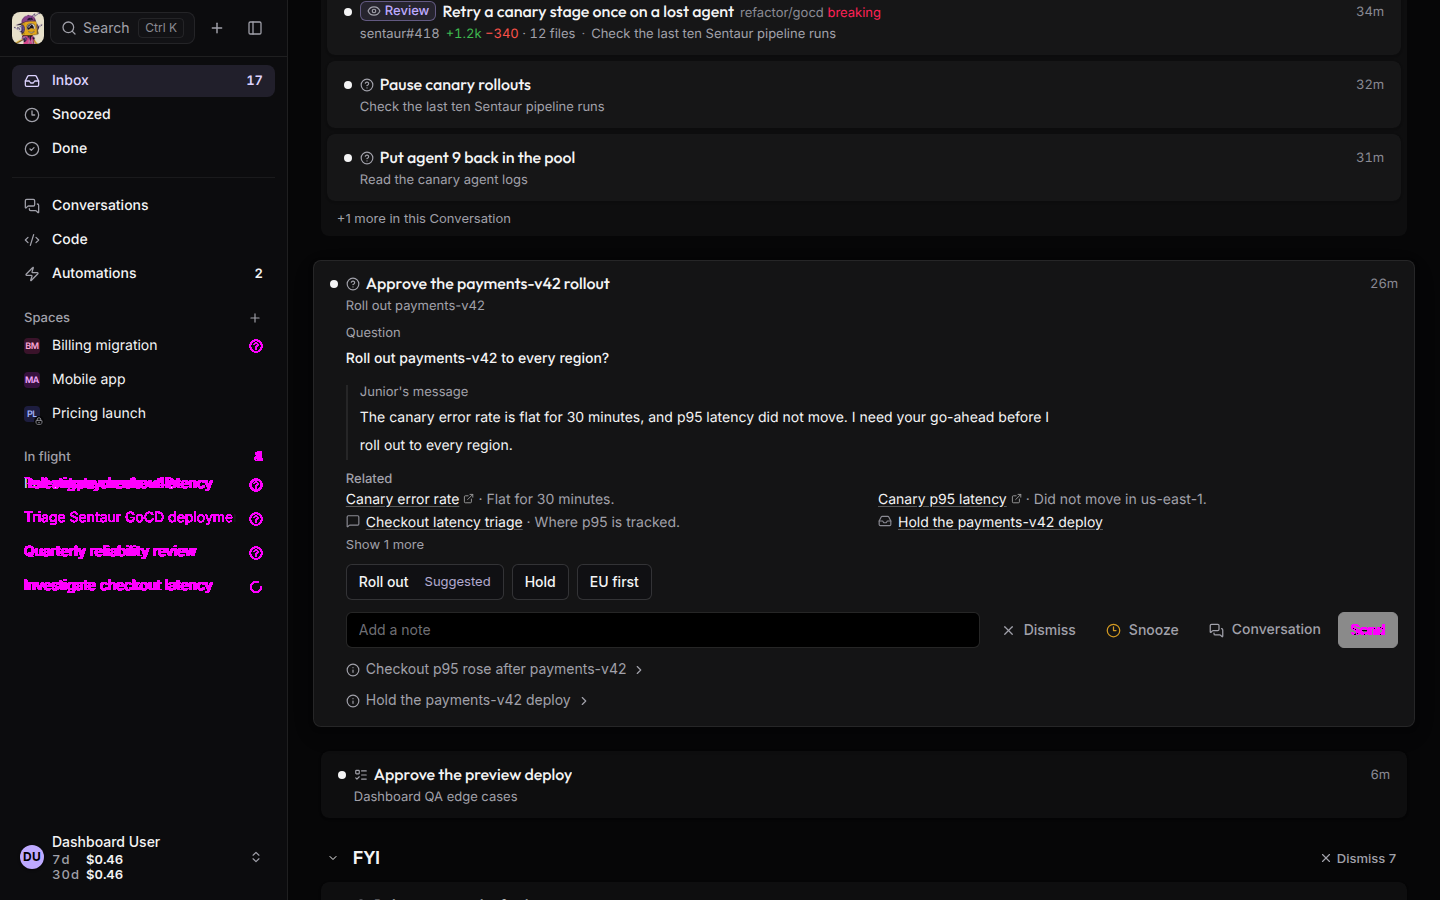 Search Ctrl K
Inbox 17
Snoozed
Done
Conversations
Code
Automations 2
Spaces
BM Billing migration
MA Mobile app
PL Pricing launch
In flight
Triage Sentaur GoCD deployme
Quarterly reliability review
Investigate checkout latency
DU Dashboard User
7d $0.46
30d $0.46
Review Retry a canary stage once on a lost agent refactor/gocd breaking 34m
sentaur#418 +1.2k −340 · 12 files · Check the last ten Sentaur pipeline runs
Pause canary rollouts 32m
Check the last ten Sentaur pipeline runs
Put agent 9 back in the pool 31m
Read the canary agent logs
+1 more in this Conversation
Approve the payments-v42 rollout 26m
Roll out payments-v42
Question
Roll out payments-v42 to every region?
Junior's message
The canary error rate is flat for 30 minutes, and p95 latency did not move. I need your go-ahead before I
roll out to every region.
Related
Canary error rate · Flat for 30 minutes. Canary p95 latency · Did not move in us-east-1.
Checkout latency triage · Where p95 is tracked. Hold the payments-v42 deploy
Show 1 more
Roll out Suggested Hold EU first
Add a note Dismiss Snooze Conversation Send
Checkout p95 rose after payments-v42
Hold the payments-v42 deploy
Approve the preview deploy 6m
Dashboard QA edge cases
FYI Dismiss 7